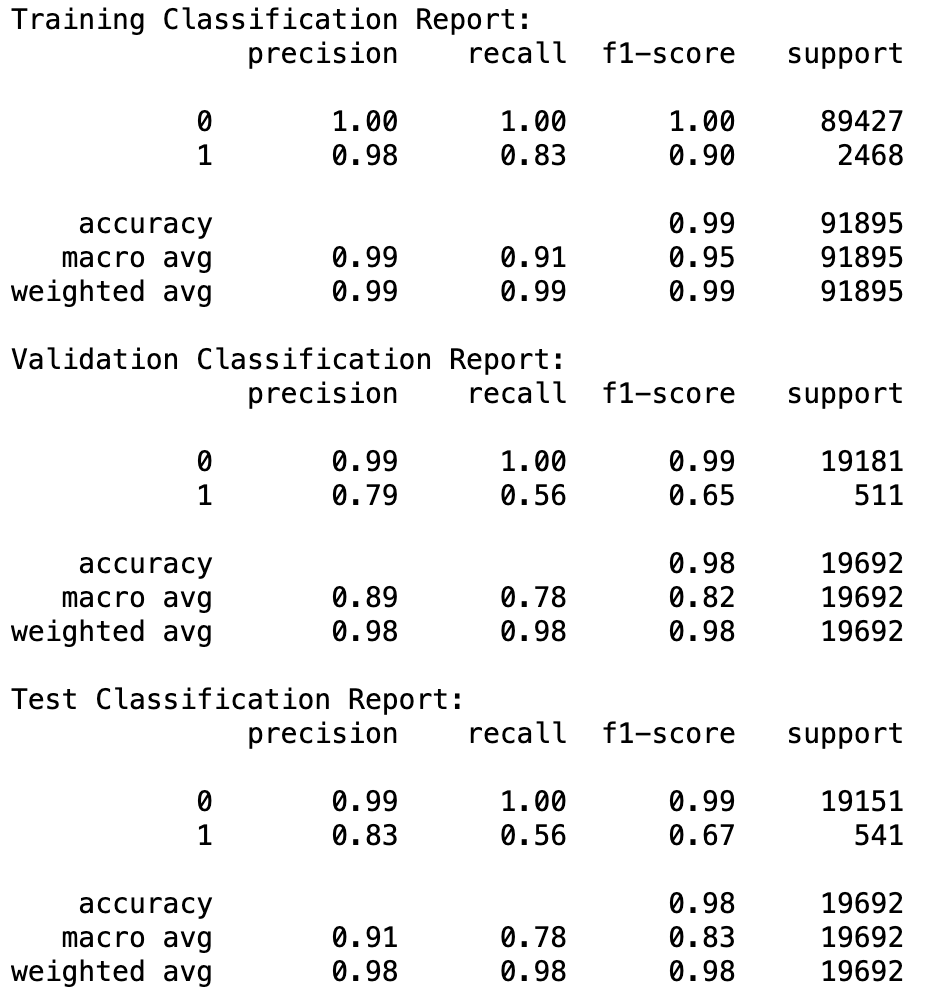 Training Classification Report:
precision recall f1-score support
0 1.00 1.00 1.00 89427
1 0.98 0.83 0.90 2468
accuracy 0.99 91895
macro avg 0.99 0.91 0.95 91895
weighted avg 0.99 0.99 0.99 91895
Validation Classification Report:
precision recall f1-score support
0 0.99 1.00 0.99 19181
1 0.79 0.56 0.65 511
accuracy 0.98 19692
macro avg 0.89 0.78 0.82 19692
weighted avg 0.98 0.98 0.98 19692
Test Classification Report:
precision recall f1-score support
0 0.99 1.00 0.99 19151
1 0.83 0.56 0.67 541
accuracy 0.98 19692
macro avg 0.91 0.78 0.83 19692
weighted avg 0.98 0.98 0.98 19692